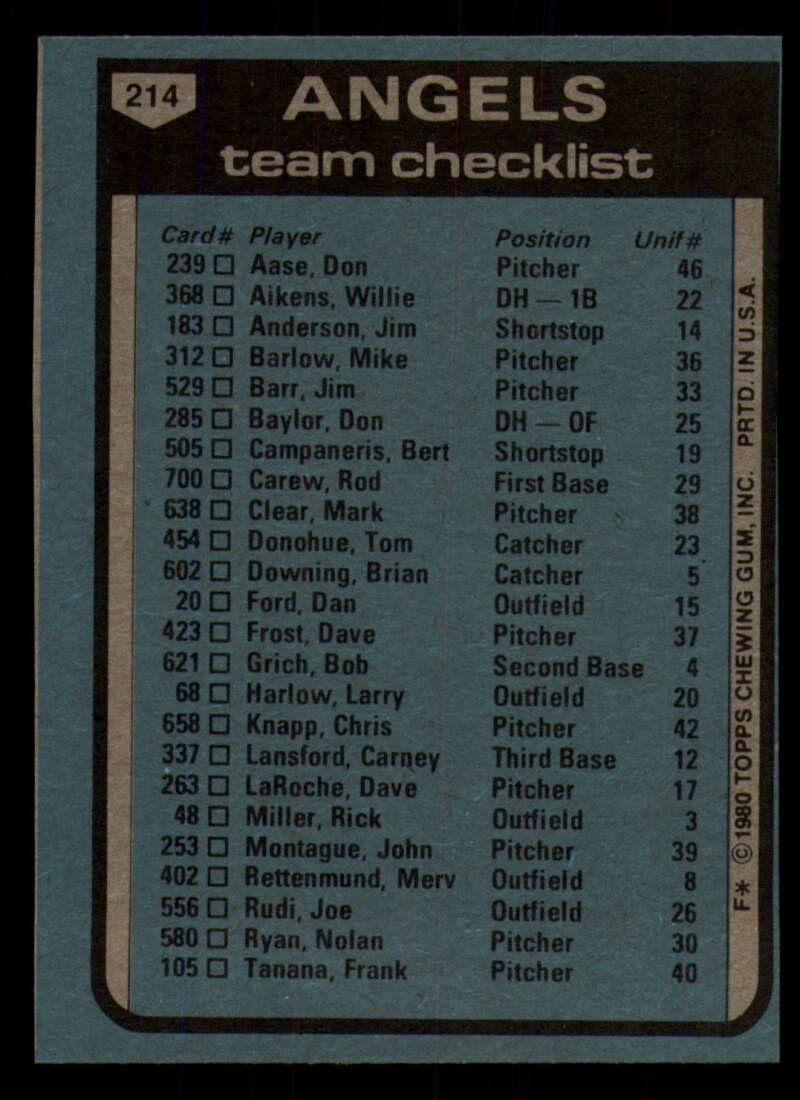 214
ANGELS
team checklist
Card# Player Position Unif#
239 □ Aase, Don Pitcher 46
368 □ Aikens, Willie DH — 1B 22
183 □ Anderson, Jim Shortstop 14
312 □ Barlow, Mike Pitcher 36
529 □ Barr, Jim Pitcher 33
285 □ Baylor, Don DH — OF 25
505 □ Campaneris, Bert Shortstop 19
700 □ Carew, Rod First Base 29
638 □ Clear, Mark Pitcher 38
454 □ Donohue, Tom Catcher 23
602 □ Downing, Brian Catcher 5
20 □ Ford, Dan Outfield 15
423 □ Frost, Dave Pitcher 37
621 □ Grich, Bob Second Base 4
68 □ Harlow, Larry Outfield 20
658 □ Knapp, Chris Pitcher 42
337 □ Lansford, Carney Third Base 12
263 □ LaRoche, Dave Pitcher 17
48 □ Miller, Rick Outfield 3
253 □ Montague, John Pitcher 39
402 □ Rettenmund, Merv Outfield 8
556 □ Rudi, Joe Outfield 26
580 □ Ryan, Nolan Pitcher 30
105 □ Tanana, Frank Pitcher 40
F* © 1980 TOPPS CHEWING GUM, INC. PRTD. IN U.S.A.